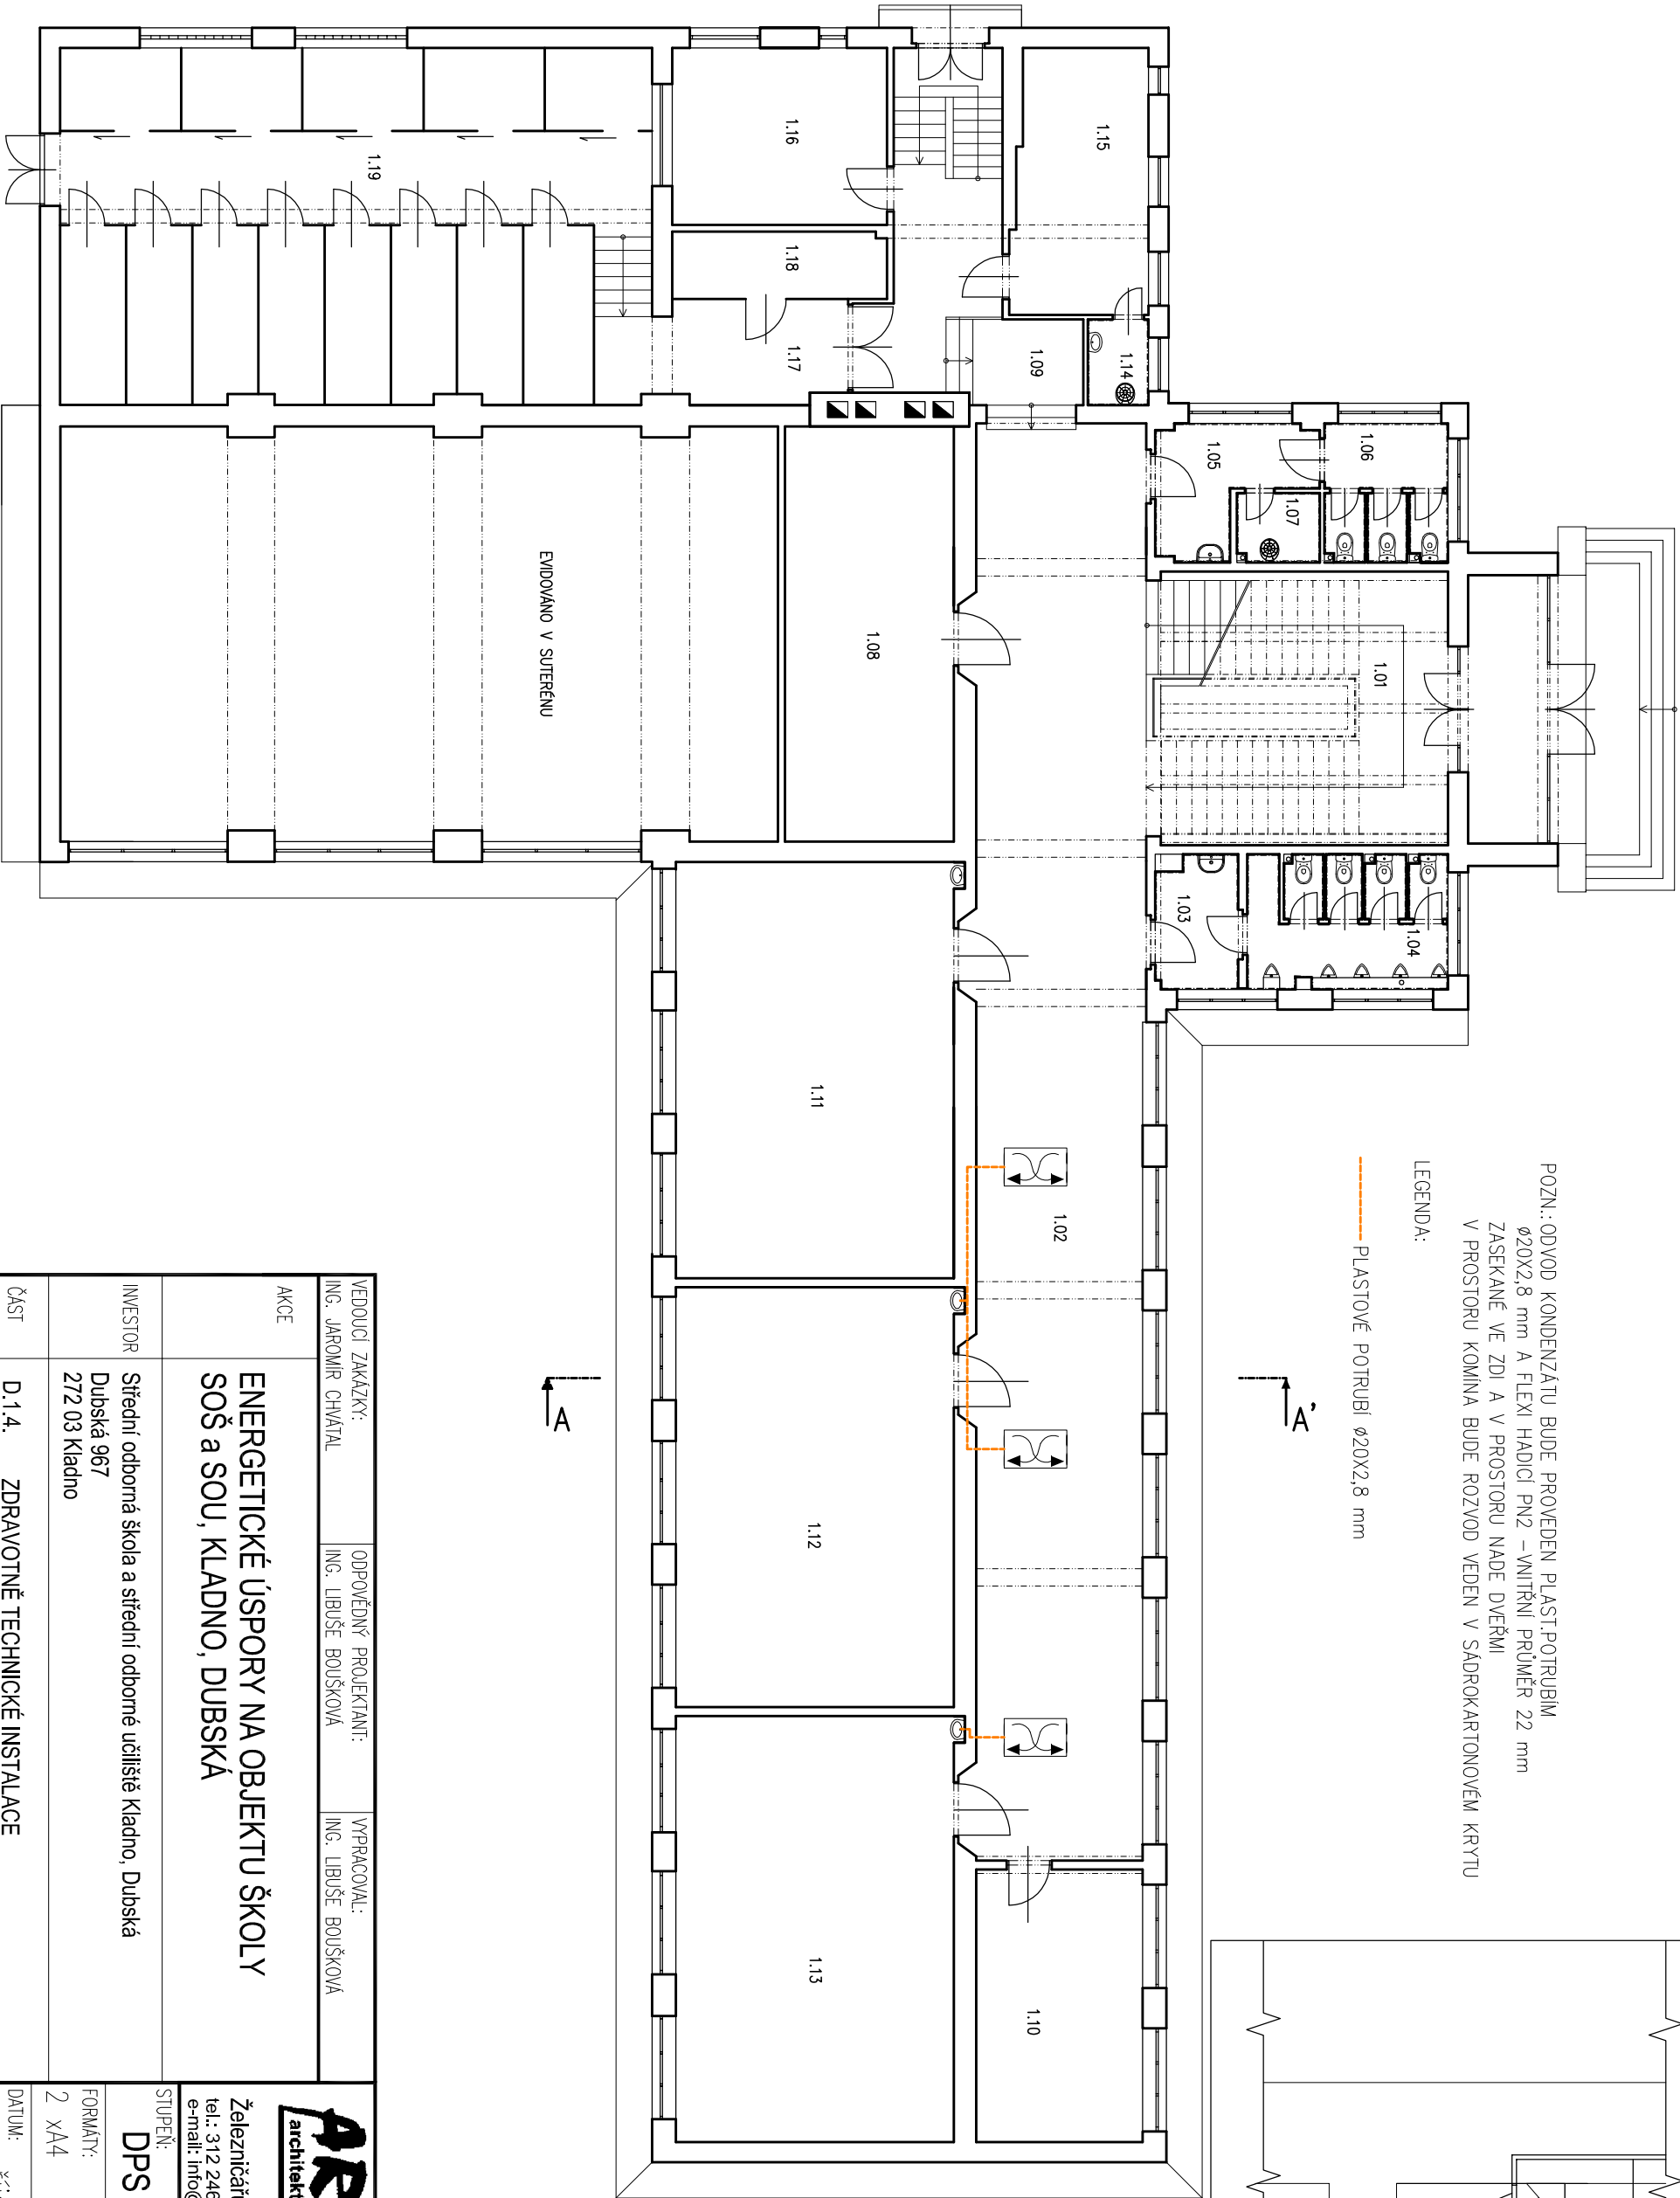 POZN.: ODVOD KONDENZÁTU BUDE PROVEDEN PLAST.POTRUBÍM
Ø20X2,8 mm A FLEXI HADICÍ PN2 –VNITŘNÍ PRŮMĚR 22 mm
ZASEKANÉ VE ZDI A V PROSTORU NADE DVEŘMI
V PROSTORU KOMÍNA BUDE ROZVOD VEDEN V SÁDROKARTONOVÉM KRYTU
LEGENDA:
PLASTOVÉ POTRUBÍ Ø20X2,8 mm
1.01
1.06
1.04
1.07
1.05
1.03
A'
1.15
1.14
1.09
1.02
1.10
1.08
1.16
1.18
1.17
1.11
1.12
1.13
EVIDOVÁNO V SUTERÉNU
A
1.19
VEDOUCÍ ZAKÁZKY:
ING. JAROMÍR CHVÁTAL
ODPOVĚDNÝ PROJEKTANT:
ING. LIBUŠE BOUŠKOVÁ
VYPRACOVAL:
ING. LIBUŠE BOUŠKOVÁ
AKCE
ENERGETICKÉ ÚSPORY NA OBJEKTU ŠKOLY
SOŠ a SOU, KLADNO, DUBSKÁ
INVESTOR
Střední odborná škola a střední odborné učiliště Kladno, Dubská
Dubská 967
272 03 Kladno
ČÁST
D.1.4. ZDRAVOTNĚ TECHNICKÉ INSTALACE
tel.: 312 246
e-mail: info@
STUPEŇ:
DPS
FORMÁTY:
2 xA4
DATUM: